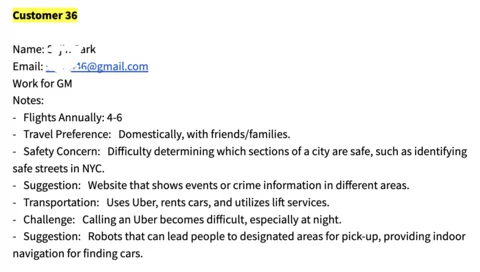 Customer 36
Name: ark
Email: 46@gmail.com
Work for GM
Notes:
- Flights Annually: 4-6
- Travel Preference: Domestically, with friends/families.
- Safety Concern: Difficulty determining which sections of a city are safe, such as identifying
safe streets in NYC.
- Suggestion: Website that shows events or crime information in different areas.
- Transportation: Uses Uber, rents cars, and utilizes lift services.
- Challenge: Calling an Uber becomes difficult, especially at night.
- Suggestion: Robots that can lead people to designated areas for pick-up, providing indoor
navigation for finding cars.